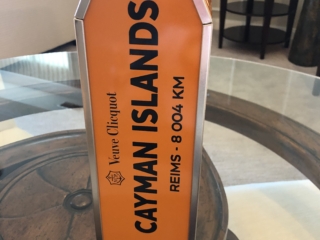 Veuve Clicquot
CAYMAN ISLANDS
REIMS - 8 004 KM